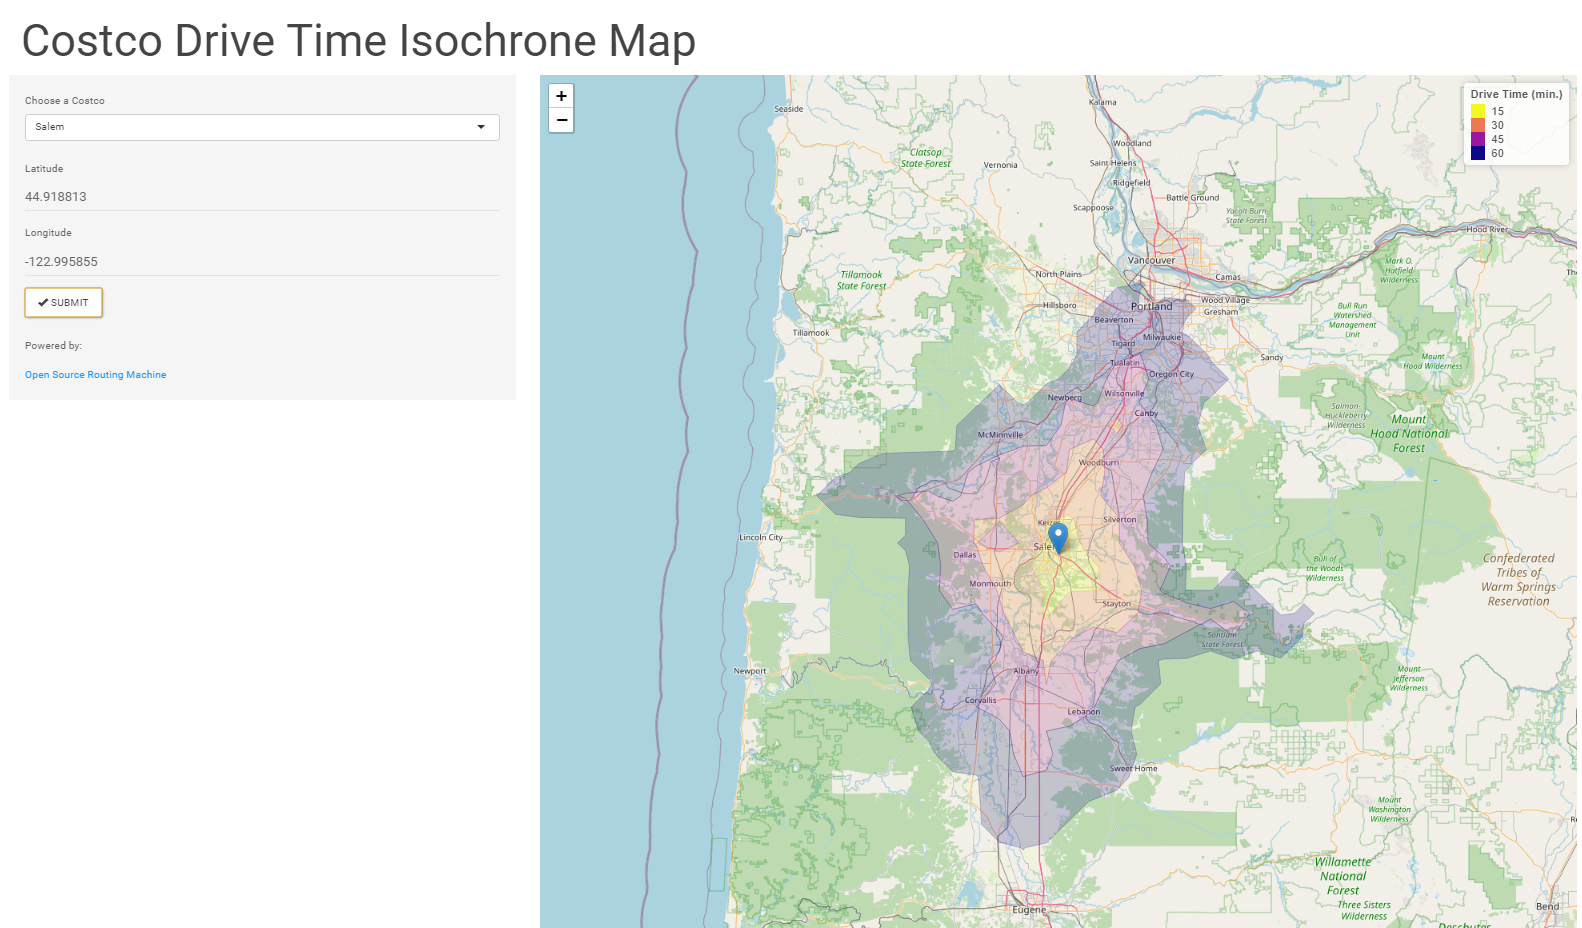 Costco Drive Time Isochrone Map
Choose a Costco
Salem
Latitude
44.918813
Longitude
-122.995855
SUBMIT
Powered by:
Open Source Routing Machine
+
−
Drive Time (min.)
15
30
45
60
Kalama
Seaside
Woodland
Clatsop
State Forest
Saint Helens
Vernonia
Ridgefield
Battle Ground
Scappoose
Yacolt Burn
State Forest
Hood River
Vancouver
Mark O.
Hatfield
Wilderness
North Plains
Tillamook
State Forest
Camas
Hillsboro
Portland
Wood Village
Gresham
Bull Run
Watershed
Management
Unit
Beaverton
Tillamook
Tigard
Milwaukie
Sandy
Mount
Hood Wilderness
Tualatin
Oregon City
Newberg
Wilsonville
Canby
Salmon-
Huckleberry
Wilderness
Mount
Hood National
Forest
McMinnville
Woodburn
Keizer
Silverton
Lincoln City
Dallas
Bull of
the Woods
Wilderness
Confederated
Tribes of
Warm Springs
Reservation
Monmouth
Stayton
Santiam
State Forest
Newport
Albany
Mount
Jefferson
Wilderness
Corvallis
Lebanon
Sweet Home
Mount
Washington
Wilderness
Willamette
National
Forest
Three Sisters
Wilderness
Eugene
Bend
Deschutes